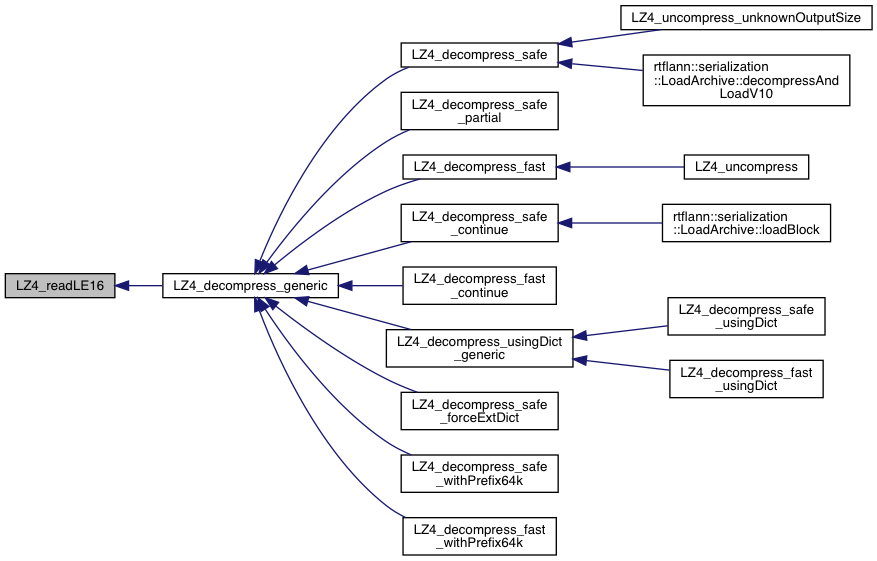 LZ4_readLE16
LZ4_decompress_generic
LZ4_decompress_safe
LZ4_uncompress_unknownOutputSize
rtflann::serialization
::LoadArchive::decompressAnd
LoadV10
LZ4_decompress_safe
_partial
LZ4_decompress_fast
LZ4_uncompress
LZ4_decompress_safe
_continue
rtflann::serialization
::LoadArchive::loadBlock
LZ4_decompress_fast
_continue
LZ4_decompress_usingDict
_generic
LZ4_decompress_safe
_usingDict
LZ4_decompress_fast
_usingDict
LZ4_decompress_safe
_forceExtDict
LZ4_decompress_safe
_withPrefix64k
LZ4_decompress_fast
_withPrefix64k